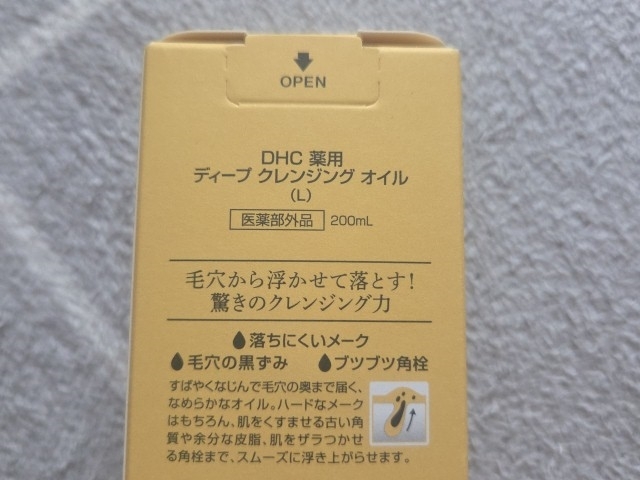 OPEN
DHC 薬用
ディープ クレンジング オイル
(L)
医薬部外品 200mL
毛穴から浮かせて落とす!
驚きのクレンジング力
落ちにくいメーク
毛穴の黒ずみ ブツブツ角栓
すばやくなじんで毛穴の奥まで届く、
なめらかなオイル。ハードなメーク
はもちろん、肌をくすませる古い角
質や余分な皮脂、肌をザラつかせ
る角栓まで、スムーズに浮き上がらせます。